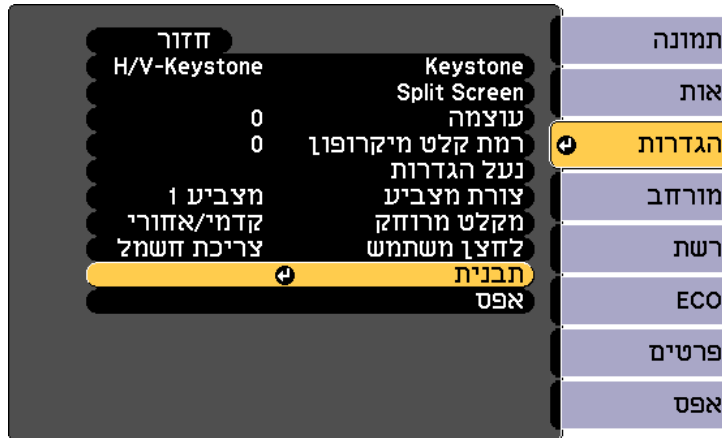 חזור
Keystone H/V-Keystone
Split Screen
עוצמה 0
רמת קלט מיקרופון 0
נעל הגדרות
צורת מצביע מצביע 1
מקלט מרוחק קדמי/אחורי
לחצן משתמש צריכת חשמל
תבנית
אפס
תמונה
אות
הגדרות
מורחב
רשת
ECO
פרטים
אפס